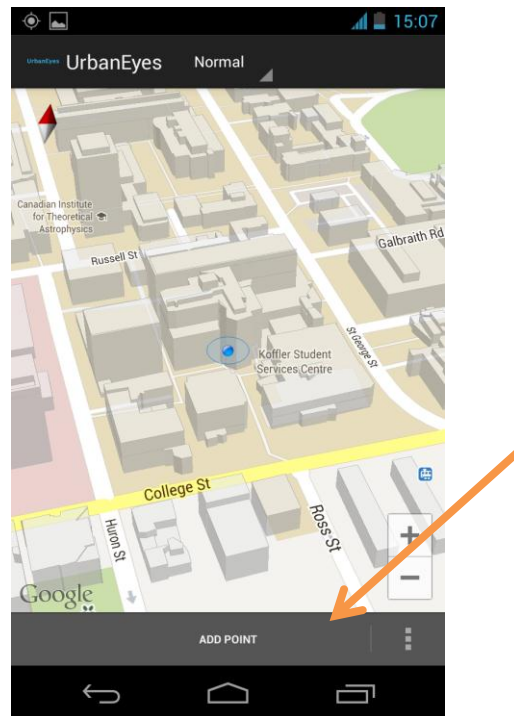 15:07
UrbanEyes UrbanEyes Normal
Canadian Institute
for Theoretical
Astrophysics
Galbraith Rd
Russell St
St George St
Koffler Student
Services Centre
College St
Huron St
Ross St
+
−
Google
ADD POINT